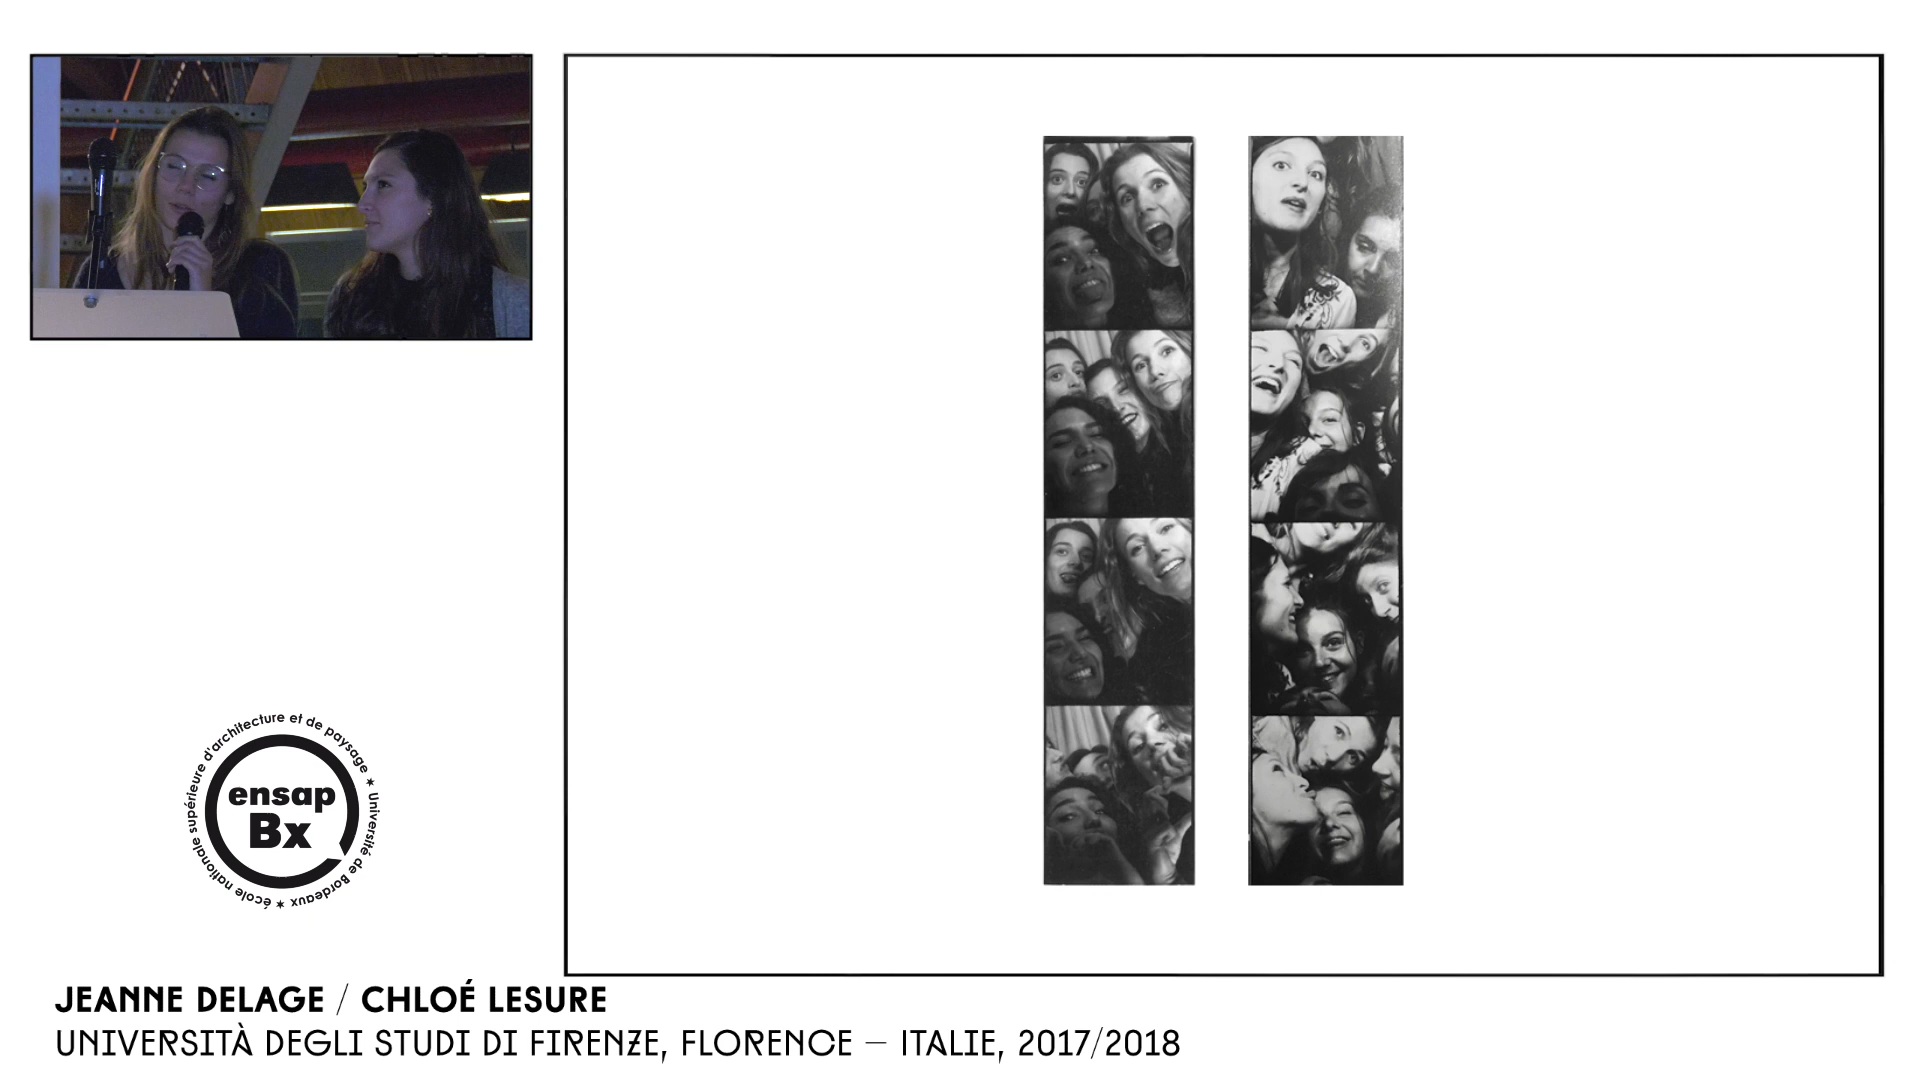 école nationale supérieure d'architecture et de paysage ✶ Université de Bordeaux ✶
ensap
Bx
JEANNE DELAGE / CHLOÉ LESURE
UNIVERSITÀ DEGLI STUDI DI FIRENZE, FLORENCE – ITALIE, 2017/2018